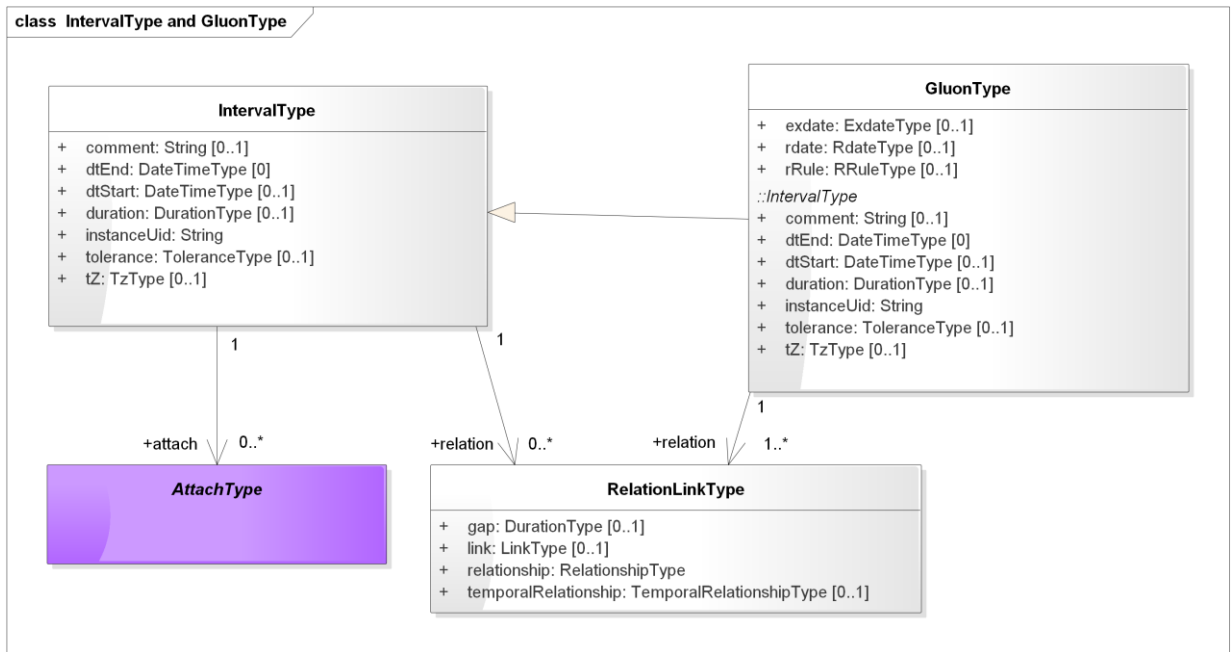 class IntervalType and GluonType
IntervalType
+ comment: String [0..1]
+ dtEnd: DateTimeType [0]
+ dtStart: DateTimeType [0..1]
+ duration: DurationType [0..1]
+ instanceUid: String
+ tolerance: ToleranceType [0..1]
+ tZ: TzType [0..1]
GluonType
+ exdate: ExdateType [0..1]
+ rdate: RdateType [0..1]
+ rRule: RRuleType [0..1]
::IntervalType
+ comment: String [0..1]
+ dtEnd: DateTimeType [0]
+ dtStart: DateTimeType [0..1]
+ duration: DurationType [0..1]
+ instanceUid: String
+ tolerance: ToleranceType [0..1]
+ tZ: TzType [0..1]
1
1
1
+attach
0..*
+relation
0..*
+relation
1..*
AttachType
RelationLinkType
+ gap: DurationType [0..1]
+ link: LinkType [0..1]
+ relationship: RelationshipType
+ temporalRelationship: TemporalRelationshipType [0..1]